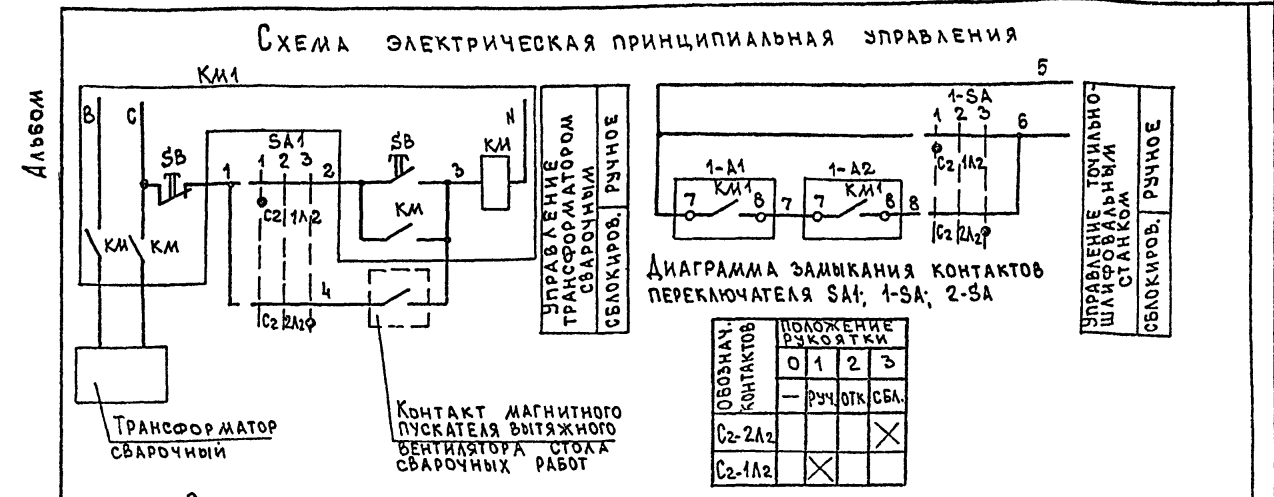 Альбом
Схема электрическая принципиальная управления
КМ1
В
С
N
SB
SA1
1
1 2 3
2
SB
3
КМ
С2 1Л2
КМ
КМ
КМ
4
С2 2Л2
Трансформатор
сварочный
Контакт магнитного
пускателя вытяжного
вентилятора стола
сварочных работ
Управление
трансформатором
сварочным
Сблокиров. Ручное
5
1-SA
1 2 3
6
С2 1Л2
1-А1
КМ1
7 8
7
1-А2
КМ1
7 8
8
С2 2Л2
Управление точильно-
шлифовальным
станком
Сблокиров. Ручное
Диаграмма замыкания контактов
переключателя SA1; 1-SA; 2-SA
Обознач.
контактов
Положение
рукоятки
0 1 2 3
— Руч. Отк. Сбл.
С2-2Л2
С2-1Л2